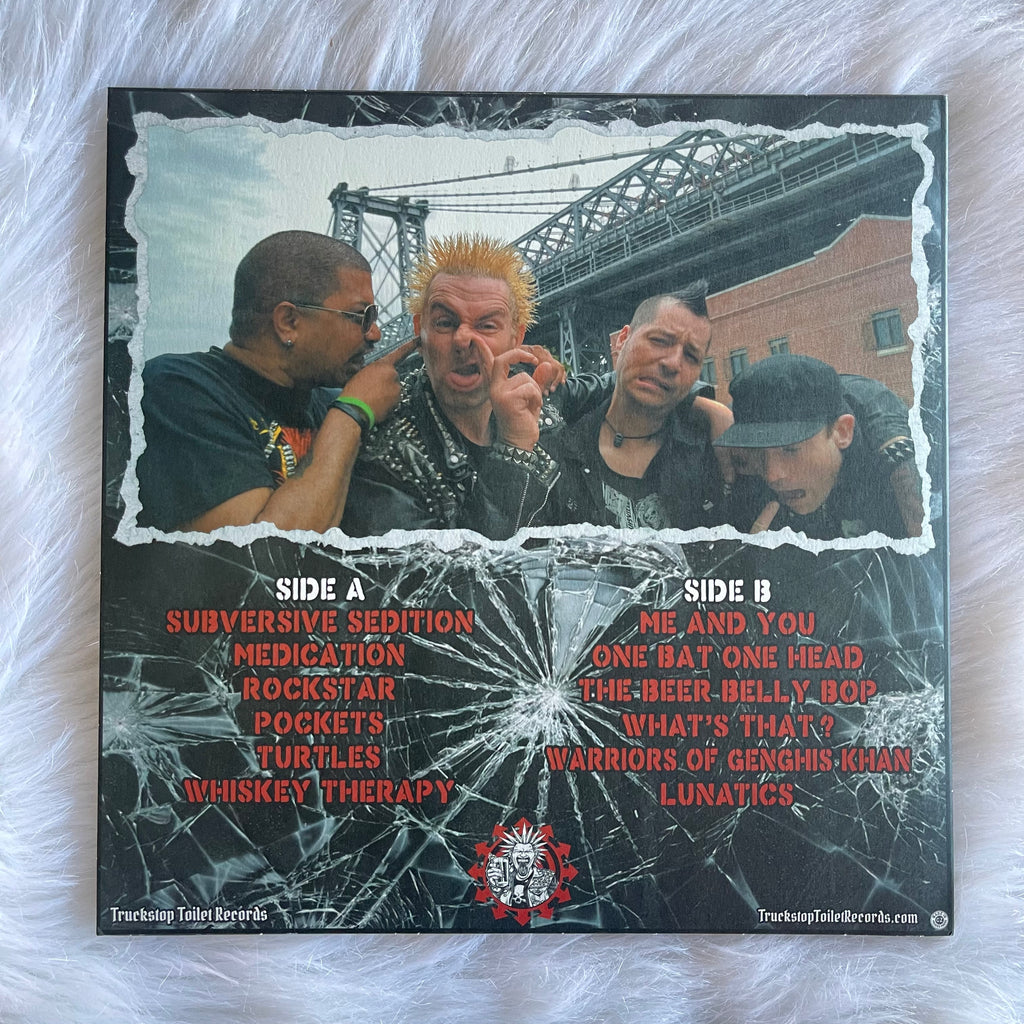 SIDE A
SUBVERSIVE SEDITION
MEDICATION
ROCKSTAR
POCKETS
TURTLES
WHISKEY THERAPY
SIDE B
ME AND YOU
ONE BAT ONE HEAD
THE BEER BELLY BOP
WHAT'S THAT?
WARRIORS OF GENGHIS KHAN
LUNATICS
Truckstop Toilet Records
TruckstopToiletRecords.com